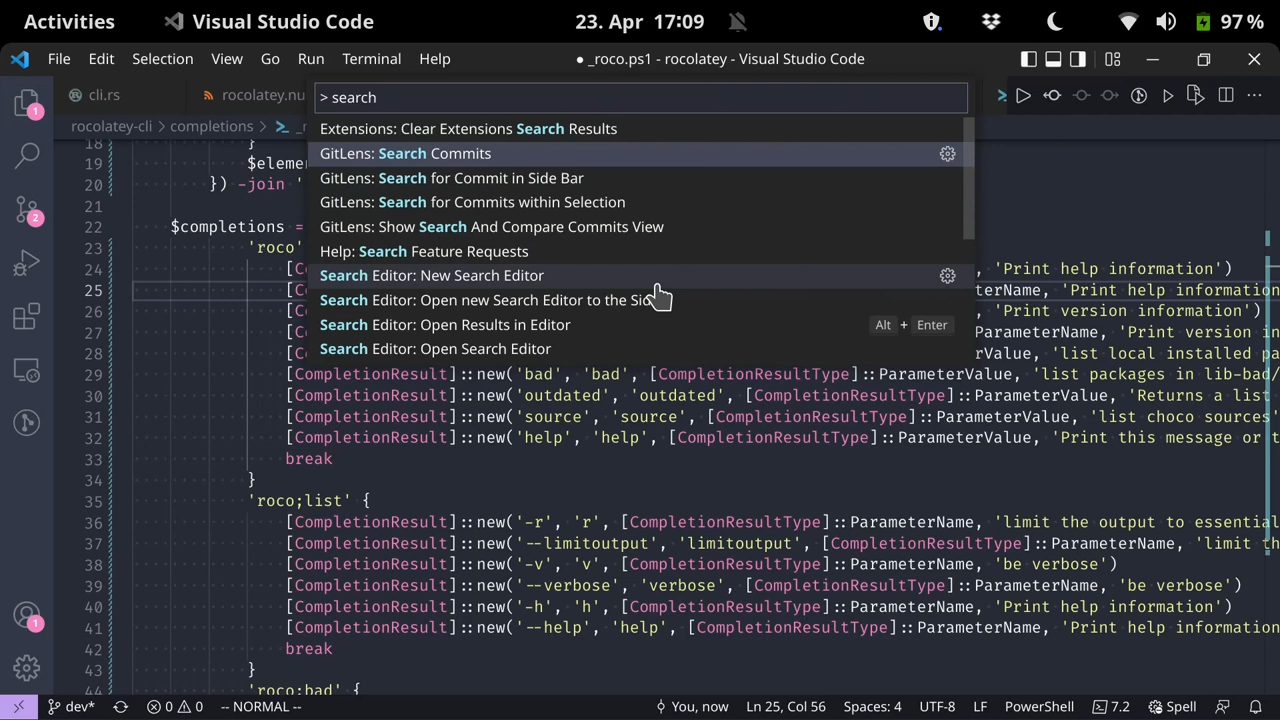 Activities Visual Studio Code 23. Apr 17:09 97 %
File Edit Selection View Go Run Terminal Help ● _roco.ps1 - rocolatey - Visual Studio Code
cli.rs rocolatey.nu
> search
rocolatey-cli > completions >
Extensions: Clear Extensions Search Results
GitLens: Search Commits
GitLens: Search for Commit in Side Bar
GitLens: Search for Commits within Selection
GitLens: Show Search And Compare Commits View
Help: Search Feature Requests
Search Editor: New Search Editor
Search Editor: Open new Search Editor to the
Search Editor: Open Results in Editor Alt + Enter
Search Editor: Open Search Editor
18 }
19 $elem
20 }) -join '
21
22 $completions =
23 'roco'
24 [C , 'Print help information')
25 [C terName, 'Print help information
26 [C 'Print version information')
27 [C ParameterName, 'Print version in
28 [C ParameterValue, 'list local installed pa
29 [CompletionResult]::new('bad', 'bad', [CompletionResultType]::ParameterValue, 'list packages in lib-bad/
30 [CompletionResult]::new('outdated', 'outdated', [CompletionResultType]::ParameterValue, 'Returns a list
31 [CompletionResult]::new('source', 'source', [CompletionResultType]::ParameterValue, 'list choco sources
32 [CompletionResult]::new('help', 'help', [CompletionResultType]::ParameterValue, 'Print this message or t
33 break
34 }
35 'roco;list' {
36 [CompletionResult]::new('-r', 'r', [CompletionResultType]::ParameterName, 'limit the output to essential
37 [CompletionResult]::new('--limitoutput', 'limitoutput', [CompletionResultType]::ParameterName, 'limit th
38 [CompletionResult]::new('-v', 'v', [CompletionResultType]::ParameterName, 'be verbose')
39 [CompletionResult]::new('--verbose', 'verbose', [CompletionResultType]::ParameterName, 'be verbose')
40 [CompletionResult]::new('-h', 'h', [CompletionResultType]::ParameterName, 'Print help information')
41 [CompletionResult]::new('--help', 'help', [CompletionResultType]::ParameterName, 'Print help information
42 break
43 }
44 'roco;bad' {
1
2
1
dev* 0 0 -- NORMAL -- You, now Ln 25, Col 56 Spaces: 4 UTF-8 LF PowerShell 7.2 Spell